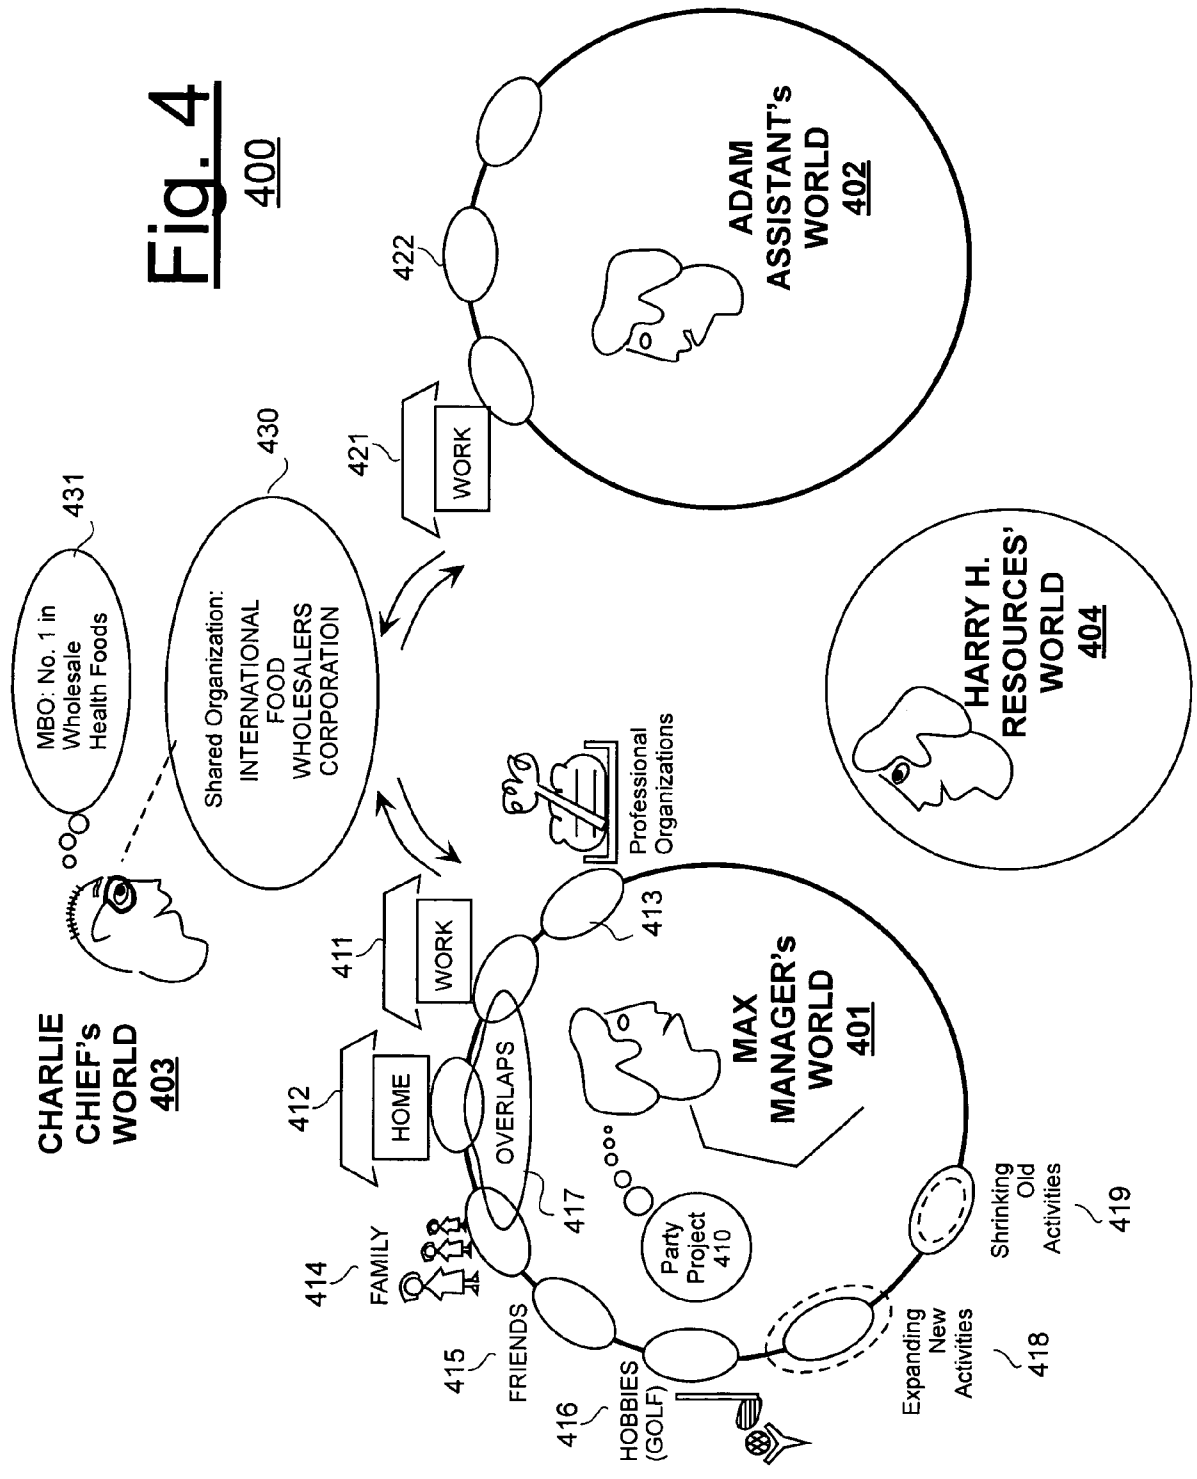 Fig. 4
400
CHARLIE
CHIEF's
WORLD
403
MBO: No. 1 in
Wholesale
Health Foods
431
Shared Organization:
INTERNATIONAL
FOOD
WHOLESALERS
CORPORATION
430
412
HOME
411
WORK
421
WORK
422
414
FAMILY
415
FRIENDS
416
HOBBIES
(GOLF)
OVERLAPS
417
413
Professional
Organizations
Party
Project
410
MAX
MANAGER's
WORLD
401
ADAM
ASSISTANT's
WORLD
402
HARRY H.
RESOURCES'
WORLD
404
Expanding
New
Activities
418
Shrinking
Old
Activities
419